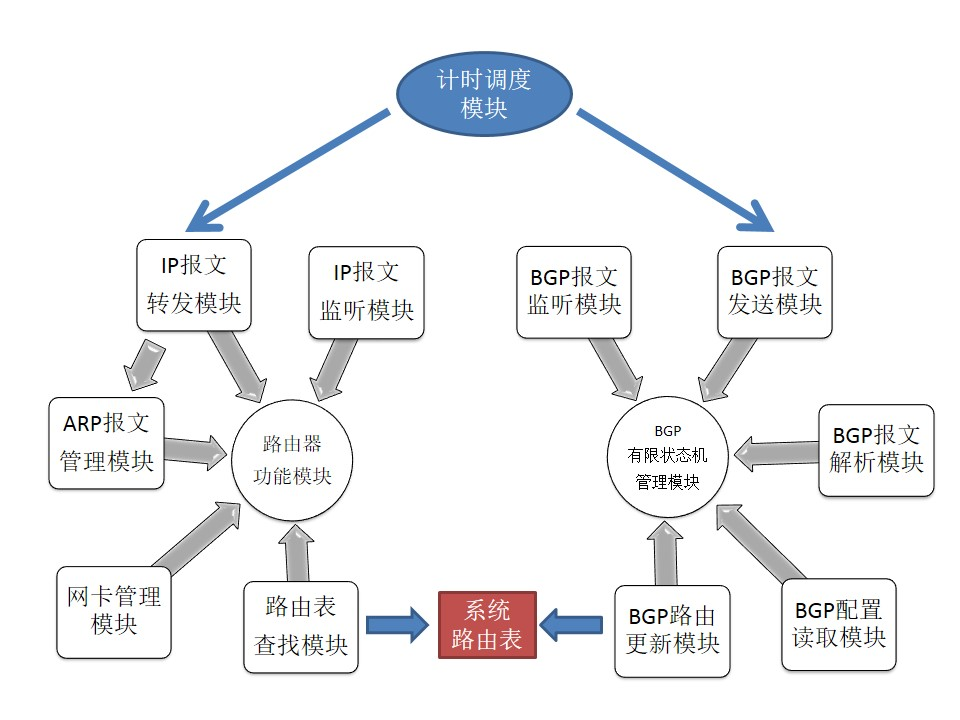 计时调度
模块
IP报文
转发模块
IP报文
监听模块
BGP报文
监听模块
BGP报文
发送模块
ARP报文
管理模块
路由器
功能模块
BGP
有限状态机
管理模块
BGP报文
解析模块
网卡管理
模块
路由表
查找模块
系统
路由表
BGP路由
更新模块
BGP配置
读取模块